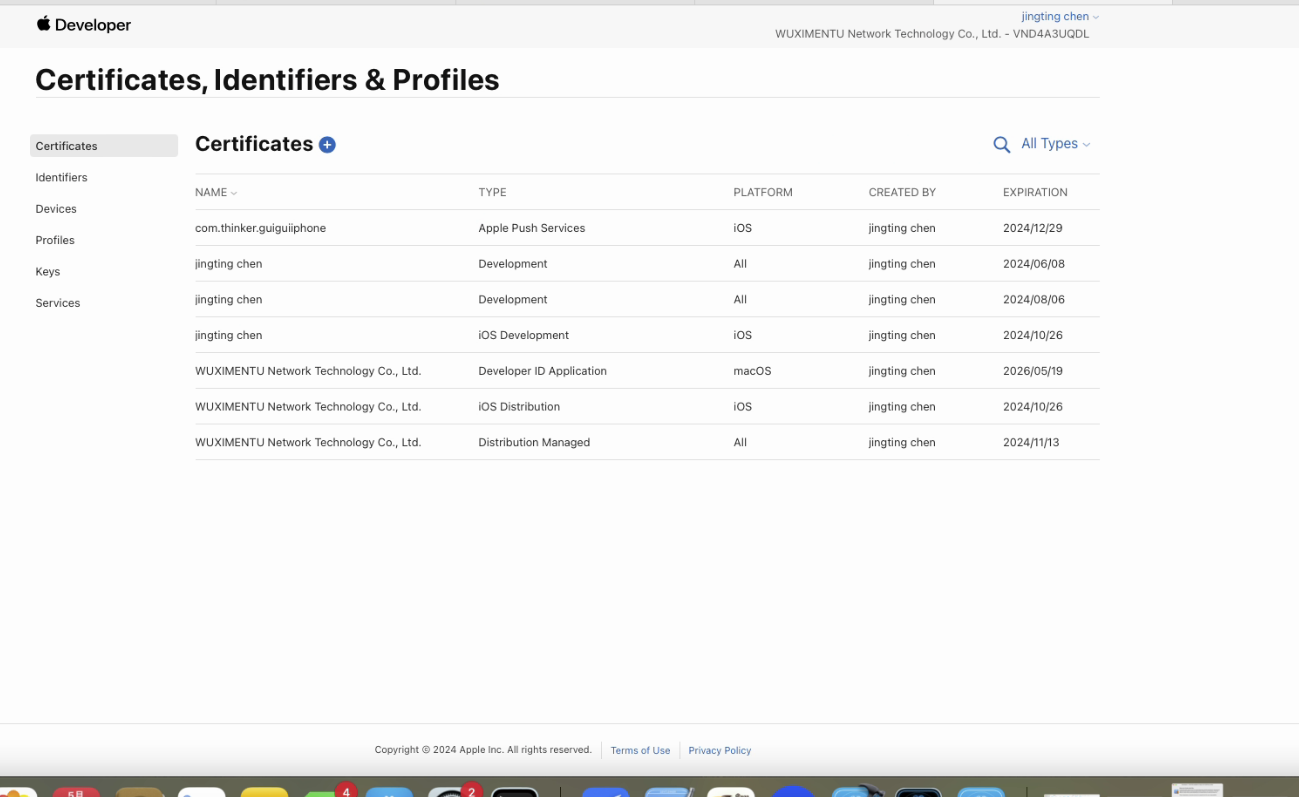 Developer
jingting chen
WUXIMENTU Network Technology Co., Ltd. - VND4A3UQDL
Certificates, Identifiers & Profiles
Certificates
Identifiers
Devices
Profiles
Keys
Services
Certificates
All Types
NAME TYPE PLATFORM CREATED BY EXPIRATION
com.thinker.guiguiiphone Apple Push Services iOS jingting chen 2024/12/29
jingting chen Development All jingting chen 2024/06/08
jingting chen Development All jingting chen 2024/08/06
jingting chen iOS Development iOS jingting chen 2024/10/26
WUXIMENTU Network Technology Co., Ltd. Developer ID Application macOS jingting chen 2026/05/19
WUXIMENTU Network Technology Co., Ltd. iOS Distribution iOS jingting chen 2024/10/26
WUXIMENTU Network Technology Co., Ltd. Distribution Managed All jingting chen 2024/11/13
Copyright © 2024 Apple Inc. All rights reserved. Terms of Use Privacy Policy
5月 4 2